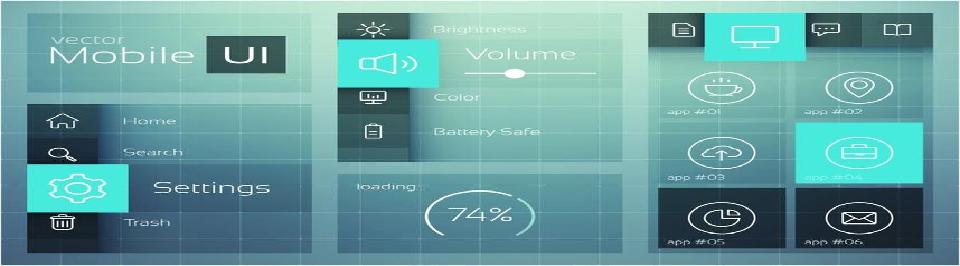 vector
Mobile UI
Home
Search
Settings
Trash
Brightness
Volume
Color
Battery Safe
loading
74%
app #01 app #02
app #03 app #04
app #05 app #06